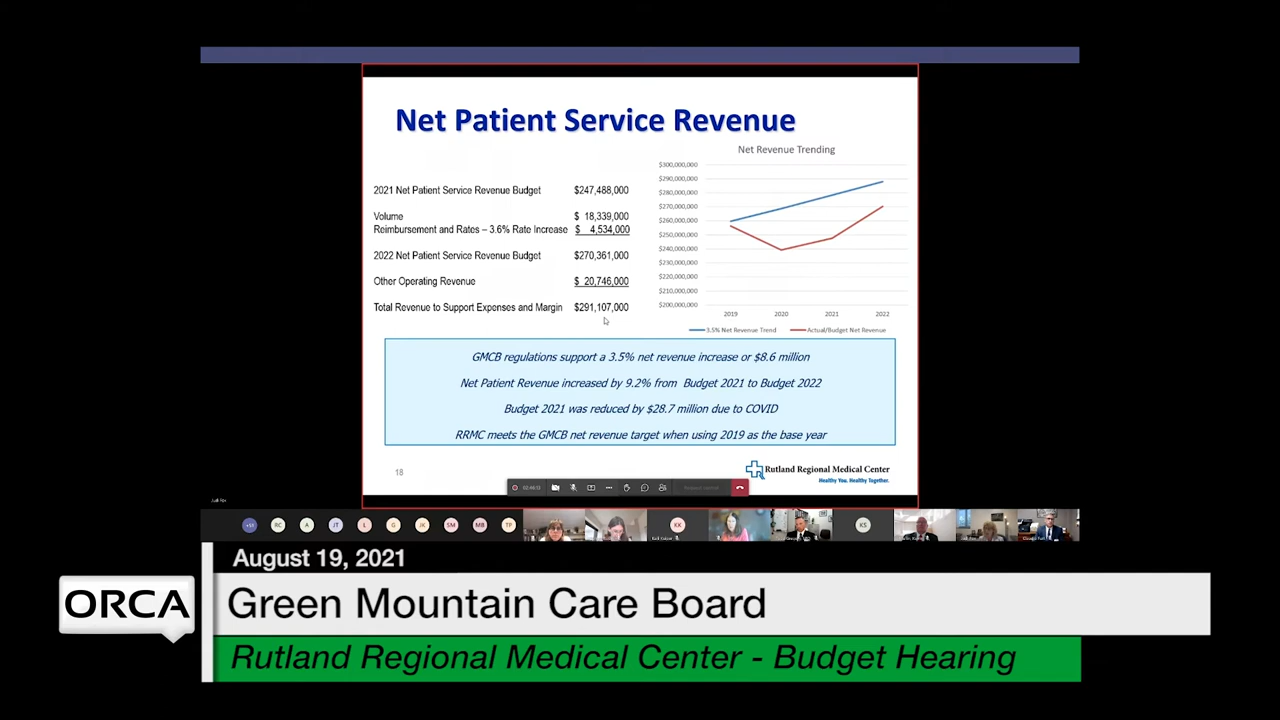 Net Patient Service Revenue
2021 Net Patient Service Revenue Budget $247,488,000
Volume $ 18,339,000
Reimbursement and Rates – 3.6% Rate Increase $ 4,534,000
2022 Net Patient Service Revenue Budget $270,361,000
Other Operating Revenue $ 20,746,000
Total Revenue to Support Expenses and Margin $291,107,000
Net Revenue Trending
$300,000,000
$290,000,000
$280,000,000
$270,000,000
$260,000,000
$250,000,000
$240,000,000
$230,000,000
$220,000,000
$210,000,000
$200,000,000
2019 2020 2021 2022
3.5% Net Revenue Trend Actual/Budget Net Revenue
GMCB regulations support a 3.5% net revenue increase or $8.6 million
Net Patient Revenue increased by 9.2% from Budget 2021 to Budget 2022
Budget 2021 was reduced by $28.7 million due to COVID
RRMC meets the GMCB net revenue target when using 2019 as the base year
18
Rutland Regional Medical Center
Healthy You. Healthy Together.
RC A JT L G JK SM MB TP KK KS
August 19, 2021
ORCA
Green Mountain Care Board
Rutland Regional Medical Center - Budget Hearing